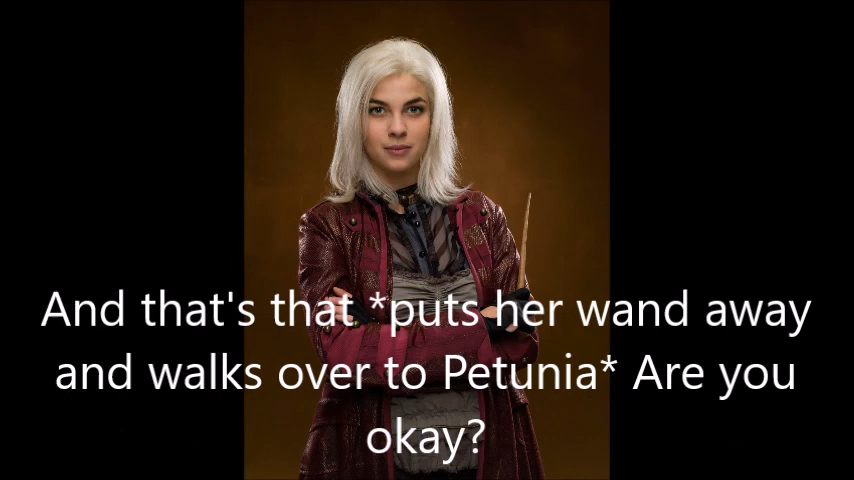 And that's that *puts her wand away
and walks over to Petunia* Are you
okay?